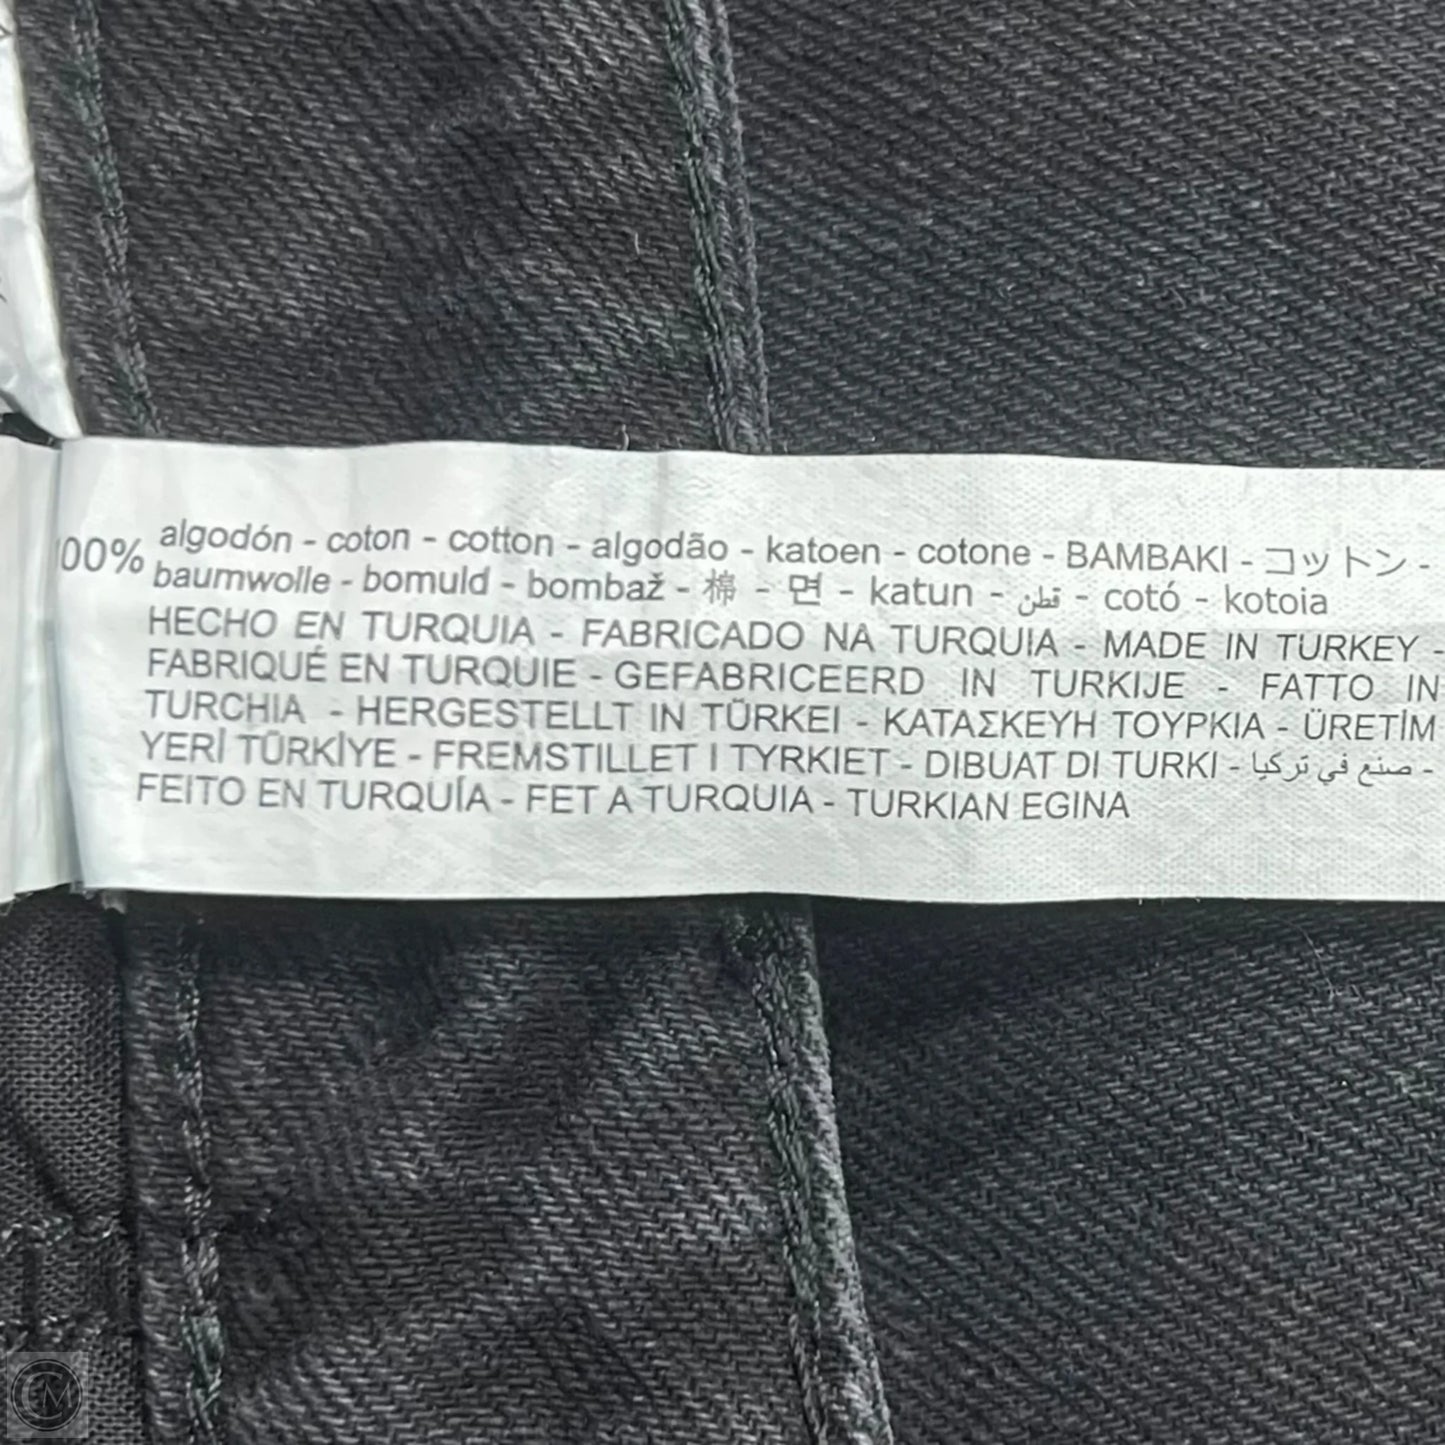 100% algodón - coton - cotton - algodão - katoen - cotone - BAMBAKI - コットン -
baumwolle - bomuld - bombaž - 棉 - 면 - katun - قطن - cotó - kotoia
HECHO EN TURQUIA - FABRICADO NA TURQUIA - MADE IN TURKEY -
FABRIQUÉ EN TURQUIE - GEFABRICEERD IN TURKIJE - FATTO IN
TURCHIA - HERGESTELLT IN TÜRKEI - ΚΑΤΑΣΚΕΥΗ ΤΟΥΡΚΙΑ - ÜRETİM
YERİ TÜRKİYE - FREMSTILLET I TYRKIET - DIBUAT DI TURKI - صنع في تركيا -
FEITO EN TURQUÍA - FET A TURQUIA - TURKIAN EGINA
CM